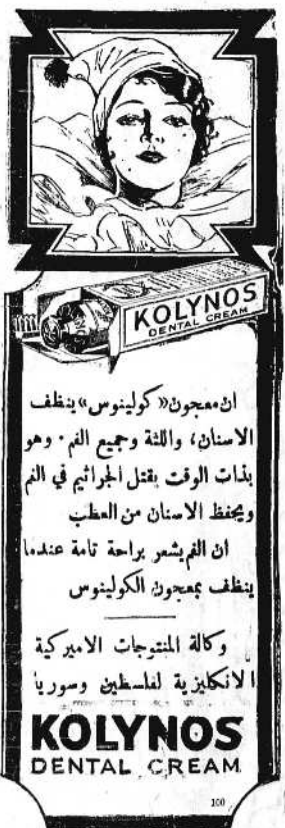 KOLYNOS
DENTAL CREAM
ان معجون «كولينوس» ينظف
الاسنان، واللثة وجميع الفم. وهو
بذات الوقت يقتل الجراثيم في الفم
ويحفظ الاسنان من العطب
ان الفم يشعر براحة تامة عندما
ينظف بمعجون الكولينوس
وكالة المنتوجات الاميركية
الانكليزية لفلسطين وسوريا
KOLYNOS
DENTAL CREAM
100